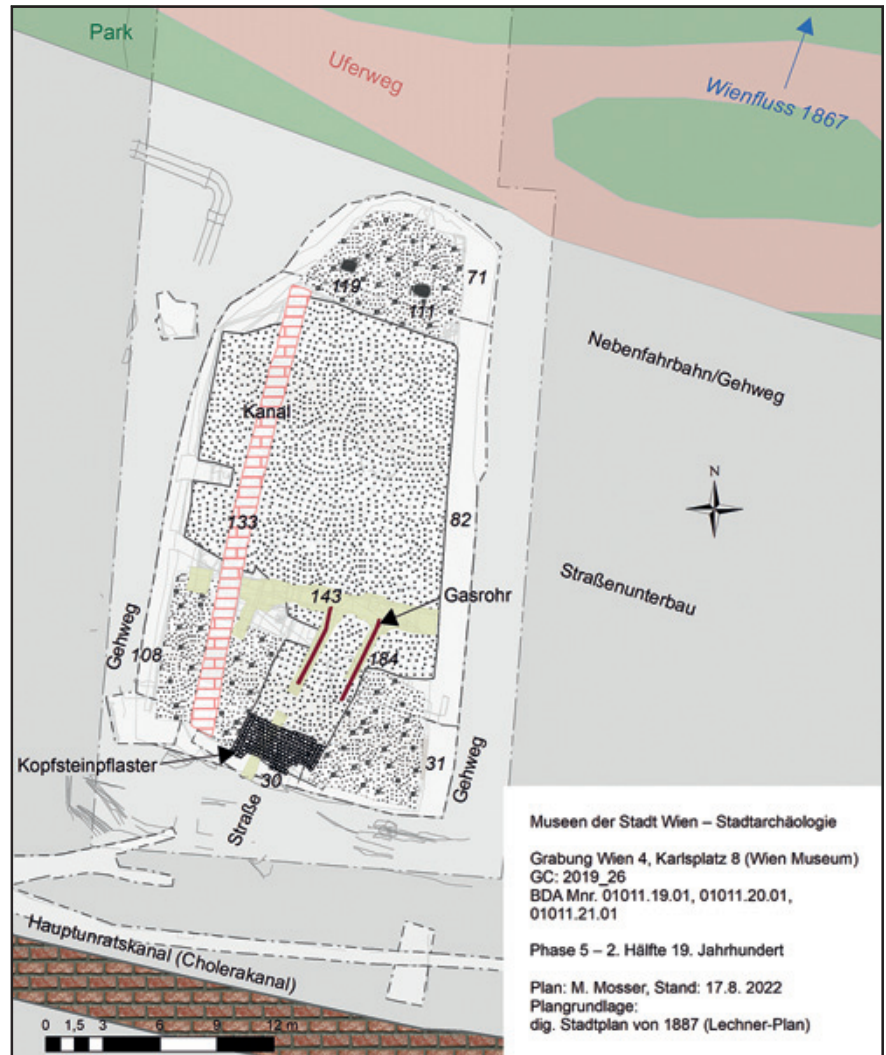 Park
Uferweg
Wienfluss 1867
119
111
71
Nebenfahrbahn/Gehweg
Kanal
N
133
82
Straßenunterbau
143
Gasrohr
Gehweg
108
184
Kopfsteinpflaster
31
Gehweg
30
Straße
Hauptunratskanal (Cholerakanal)
0 1,5 3 6 9 12 m
Museen der Stadt Wien – Stadtarchäologie
Grabung Wien 4, Karlsplatz 8 (Wien Museum)
GC: 2019_26
BDA Mnr. 01011.19.01, 01011.20.01,
01011.21.01
Phase 5 – 2. Hälfte 19. Jahrhundert
Plan: M. Mosser, Stand: 17.8. 2022
Plangrundlage:
dig. Stadtplan von 1887 (Lechner-Plan)